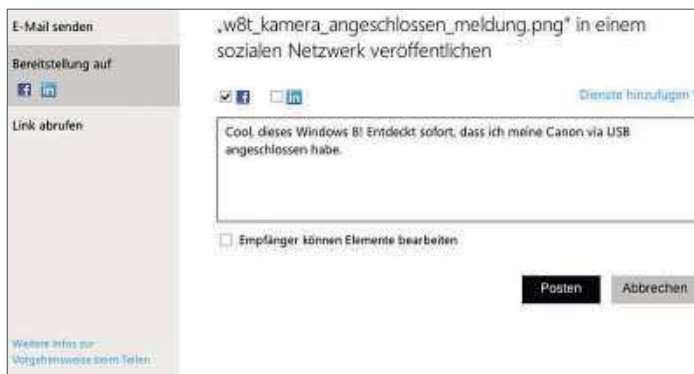 E-Mail senden
Bereitstellung auf
Link abrufen
Weitere Infos zur
Vorgehensweise beim Teilen
„w8t_kamera_angeschlossen_meldung.png" in einem
sozialen Netzwerk veröffentlichen
Dienste hinzufügen
Cool, dieses Windows 8! Entdeckt sofort, dass ich meine Canon via USB
angeschlossen habe.
Empfänger können Elemente bearbeiten
Posten
Abbrechen